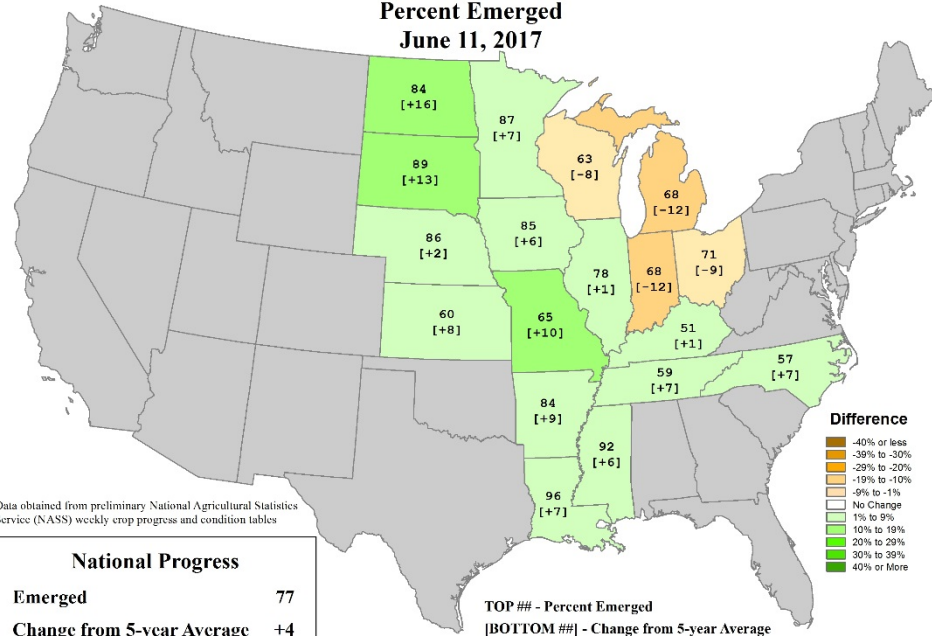 Percent Emerged
June 11, 2017
84
[+16]
87
[+7]
89
[+13]
63
[-8]
68
[-12]
86
[+2]
85
[+6]
78
[+1]
68
[-12]
71
[-9]
60
[+8]
65
[+10]
51
[+1]
59
[+7]
57
[+7]
84
[+9]
92
[+6]
96
[+7]
Difference
-40% or less
-39% to -30%
-29% to -20%
-19% to -10%
-9% to -1%
No Change
1% to 9%
10% to 19%
20% to 29%
30% to 39%
40% or More
Data obtained from preliminary National Agricultural Statistics
Service (NASS) weekly crop progress and condition tables
National Progress
Emerged 77
Change from 5-year Average +4
TOP ## - Percent Emerged
[BOTTOM ##] - Change from 5-year Average